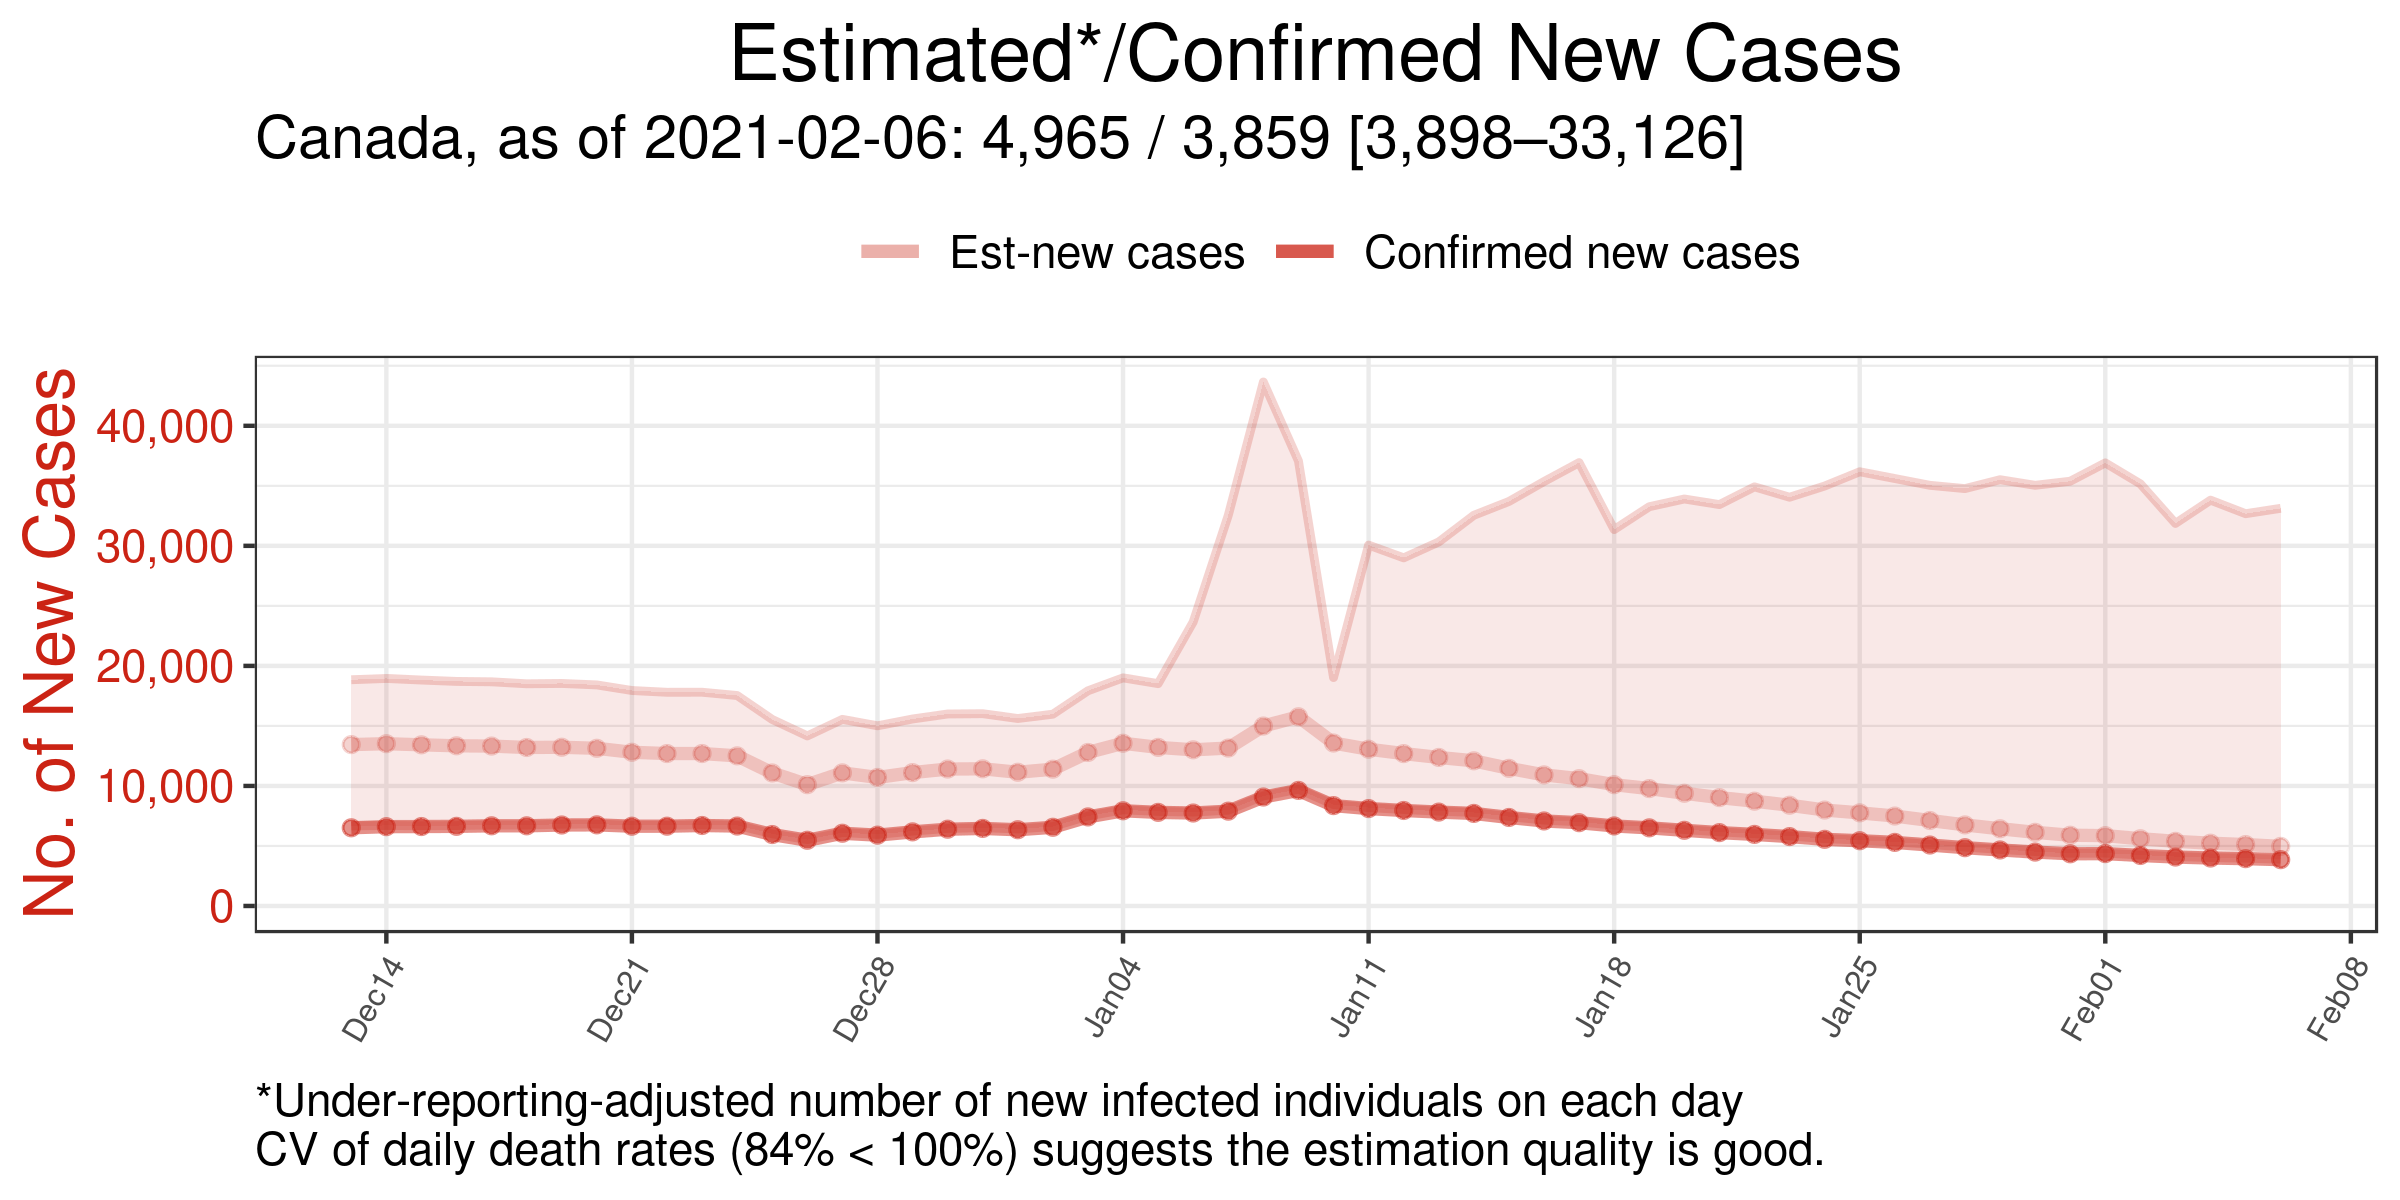 Estimated*/Confirmed New Cases
Canada, as of 2021-02-06: 4,965 / 3,859 [3,898–33,126]
Est-new cases Confirmed new cases
No. of New Cases
40,000
30,000
20,000
10,000
0
Dec14 Dec21 Dec28 Jan04 Jan11 Jan18 Jan25 Feb01 Feb08
*Under-reporting-adjusted number of new infected individuals on each day
CV of daily death rates (84% < 100%) suggests the estimation quality is good.